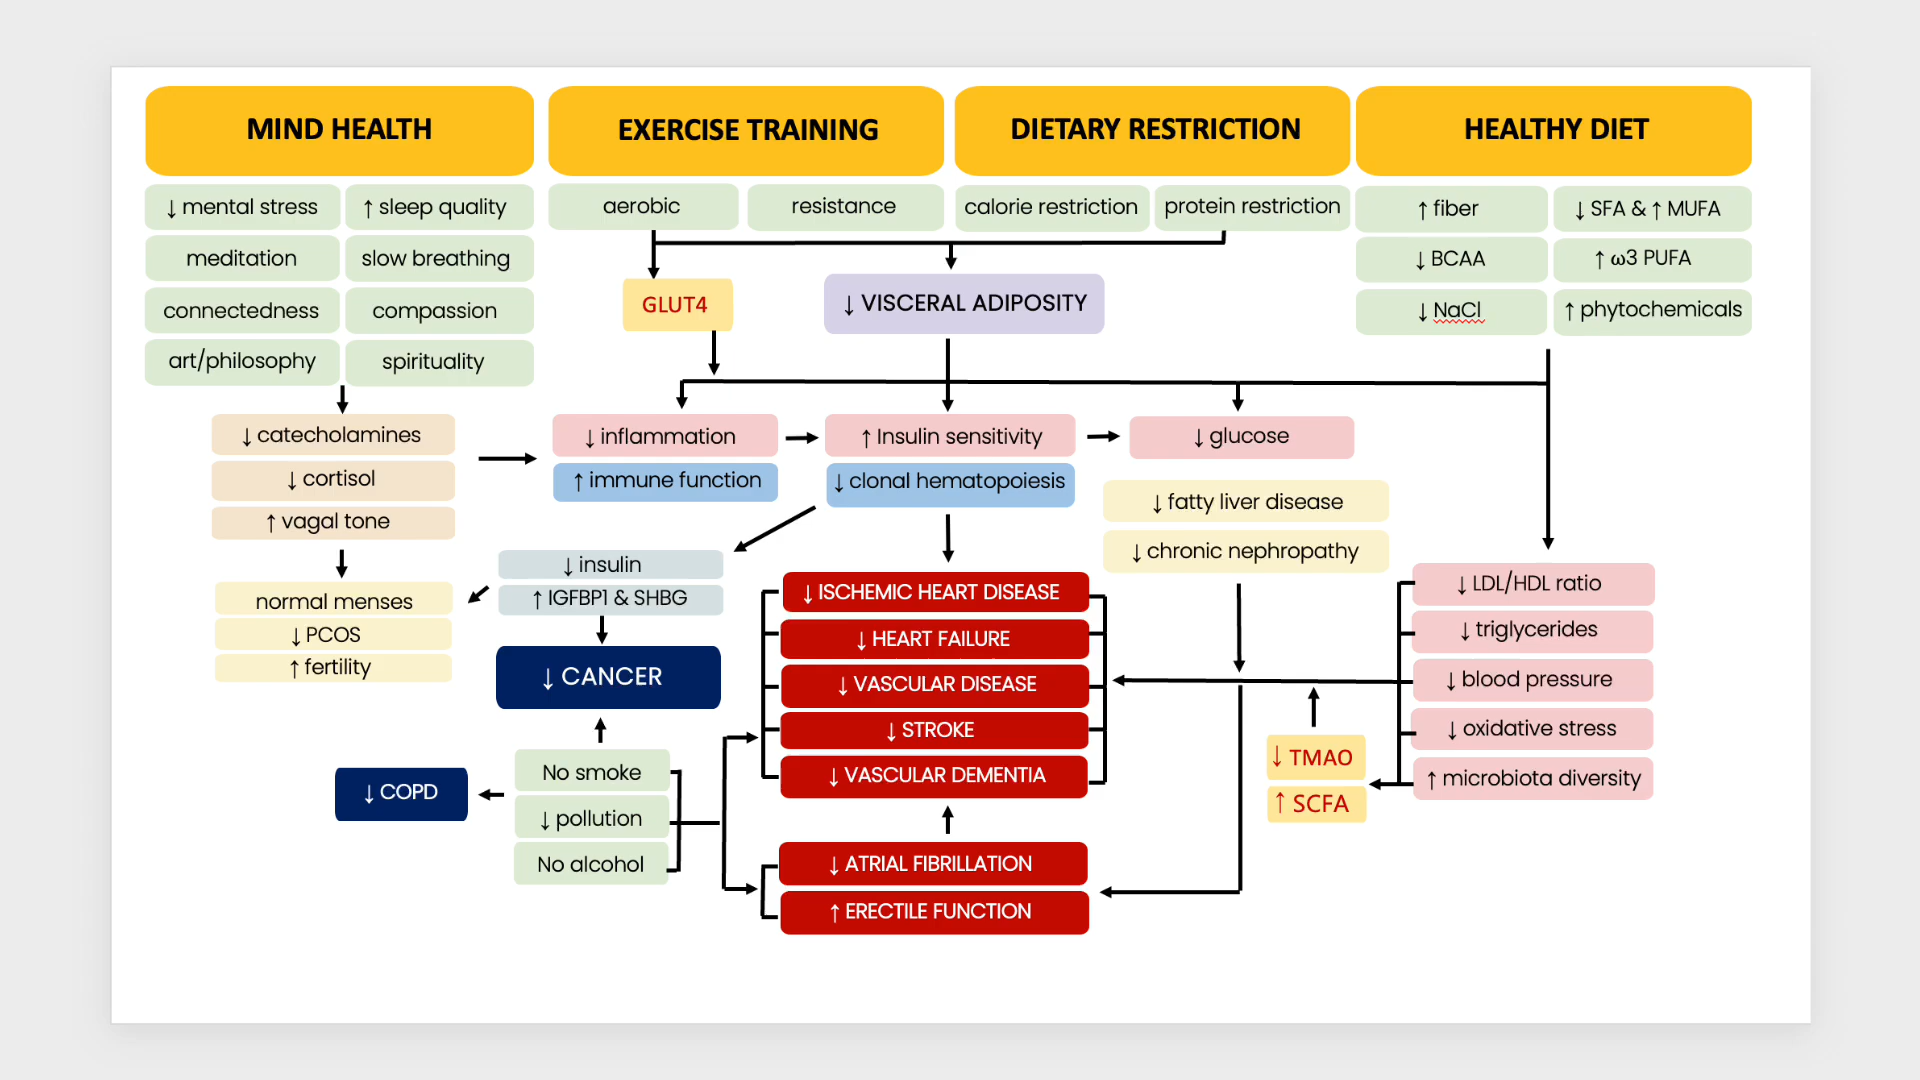 MIND HEALTH
EXERCISE TRAINING
DIETARY RESTRICTION
HEALTHY DIET
↓ mental stress
↑ sleep quality
meditation
slow breathing
connectedness
compassion
art/philosophy
spirituality
aerobic
resistance
calorie restriction
protein restriction
↑ fiber
↓ SFA & ↑ MUFA
↓ BCAA
↑ ω3 PUFA
↓ NaCl
↑ phytochemicals
GLUT4
↓ VISCERAL ADIPOSITY
↓ catecholamines
↓ cortisol
↑ vagal tone
↓ inflammation
↑ immune function
↑ Insulin sensitivity
↓ clonal hematopoiesis
↓ glucose
↓ fatty liver disease
↓ chronic nephropathy
normal menses
↓ PCOS
↑ fertility
↓ insulin
↑ IGFBP1 & SHBG
↓ CANCER
↓ ISCHEMIC HEART DISEASE
↓ HEART FAILURE
↓ VASCULAR DISEASE
↓ STROKE
↓ VASCULAR DEMENTIA
↓ LDL/HDL ratio
↓ triglycerides
↓ blood pressure
↓ oxidative stress
↑ microbiota diversity
↓ TMAO
↑ SCFA
↓ COPD
No smoke
↓ pollution
No alcohol
↓ ATRIAL FIBRILLATION
↑ ERECTILE FUNCTION